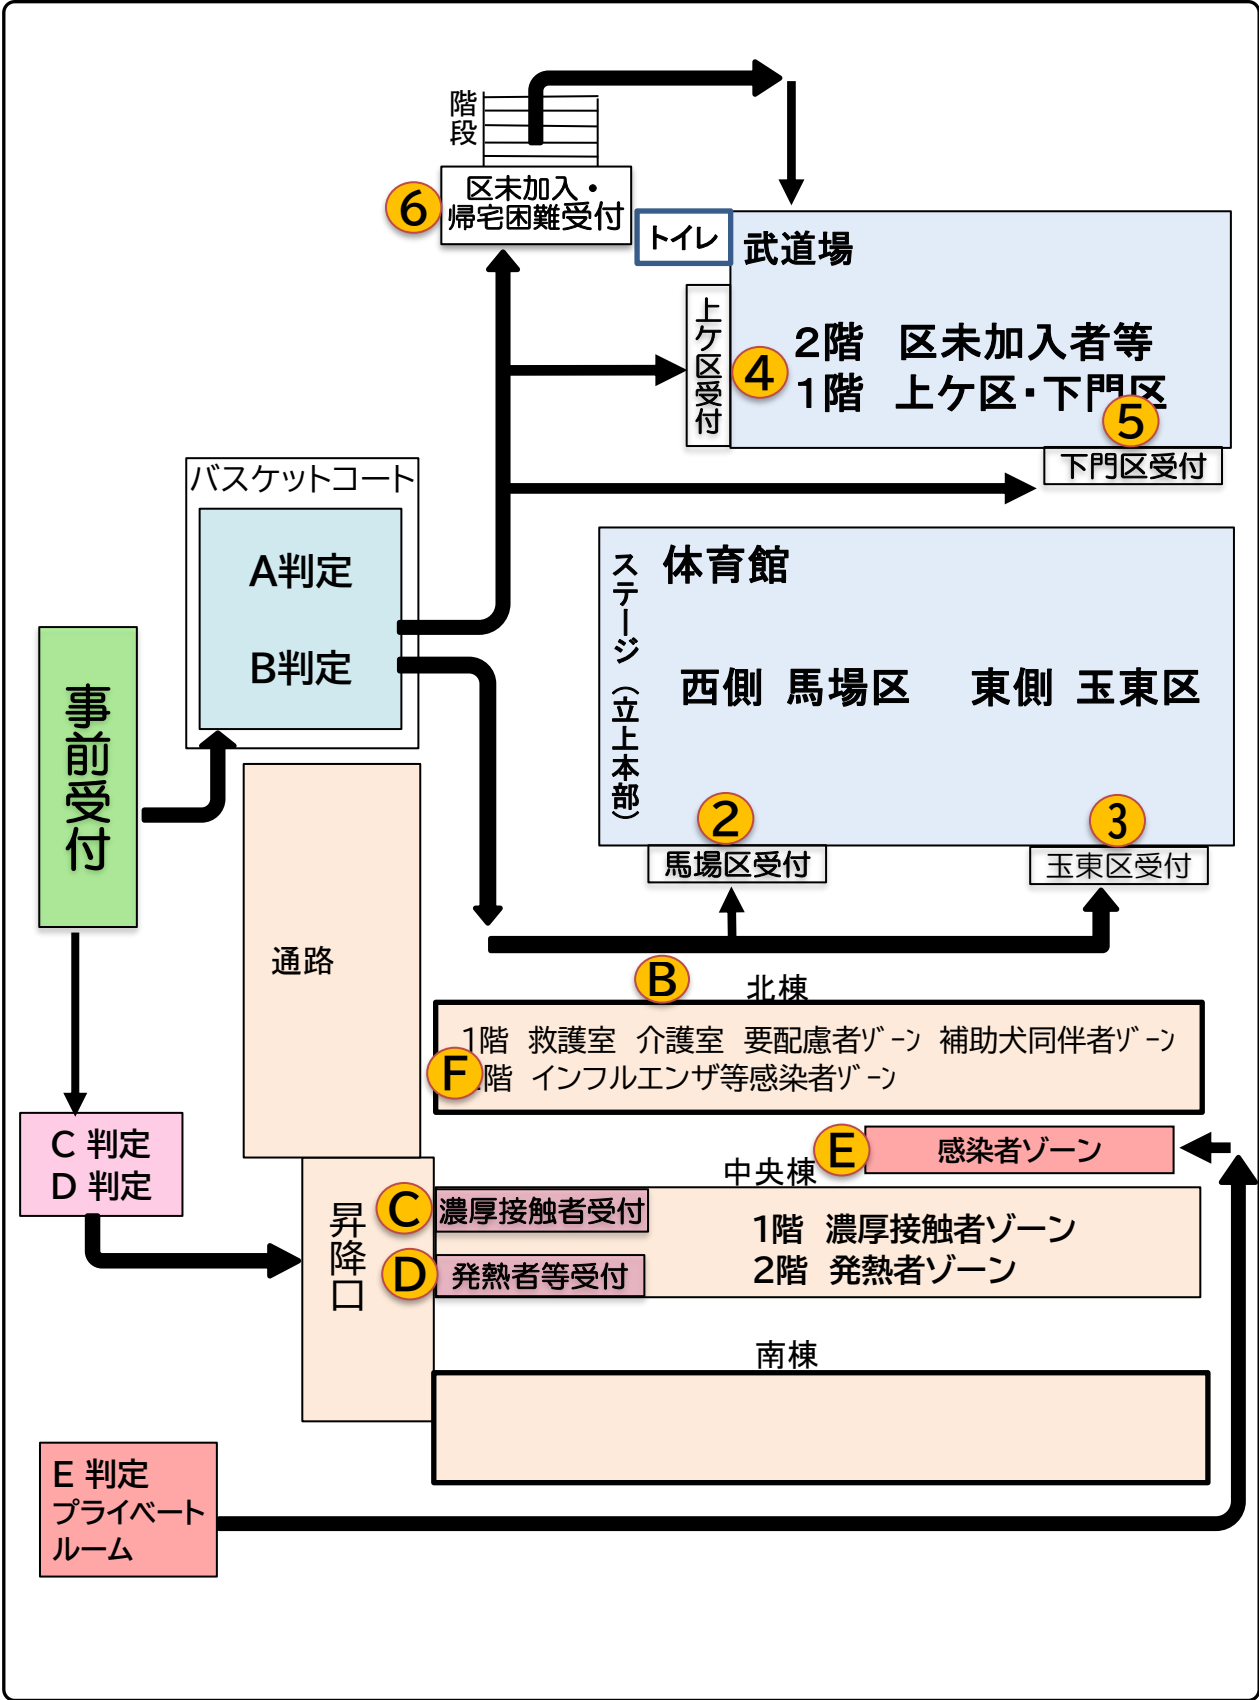 階段
区未加入・
帰宅困難受付
6
トイレ
武道場
2階 区未加入者等
1階 上ケ区・下門区
上ケ区受付
4
5
下門区受付
バスケットコート
A判定
B判定
事前受付
体育館
ステージ（立上本部）
西側 馬場区 東側 玉東区
2
3
馬場区受付
玉東区受付
通路
B
北棟
1階 救護室 介護室 要配慮者ｿﾞｰﾝ 補助犬同伴者ｿﾞｰﾝ
F
階 インフルエンザ等感染者ｿﾞｰﾝ
C 判定
D 判定
E
感染者ゾーン
中央棟
昇降口
C
濃厚接触者受付
1階 濃厚接触者ゾーン
D
発熱者等受付
2階 発熱者ゾーン
南棟
E 判定
プライベート
ルーム